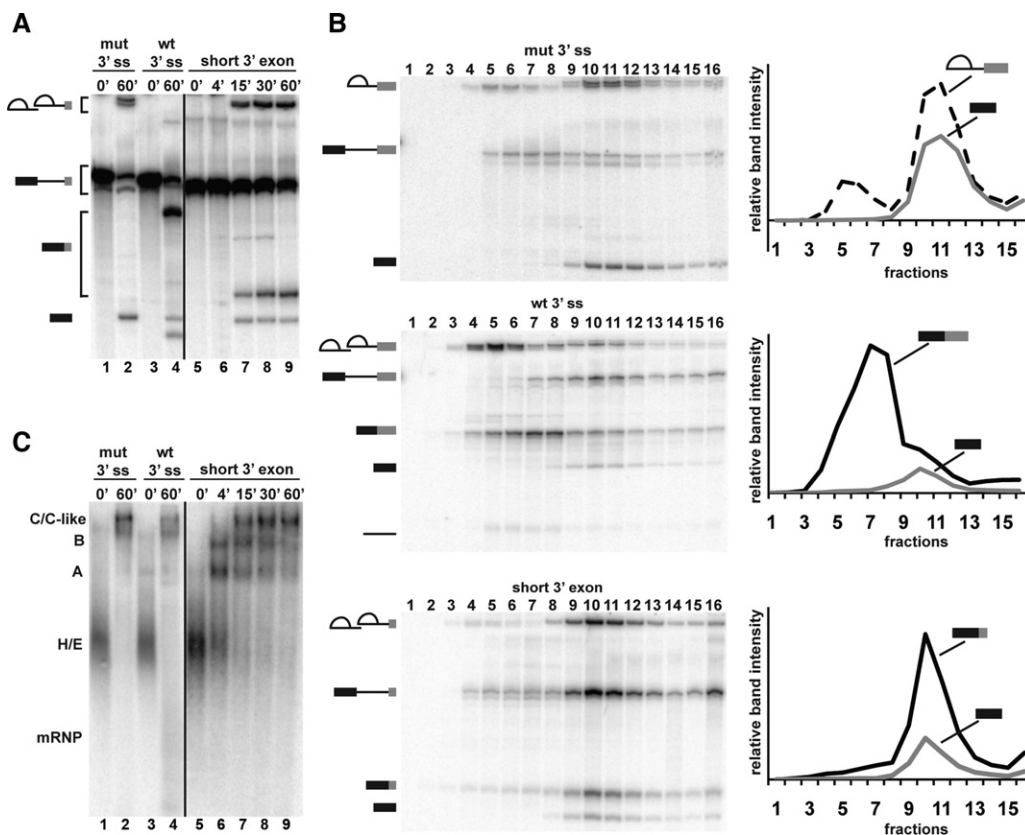 A
mut wt
3' ss 3' ss short 3' exon
0' 60' 0' 60' 0' 4' 15' 30' 60'
1 2 3 4 5 6 7 8 9
B
mut 3' ss
1 2 3 4 5 6 7 8 9 10 11 12 13 14 15 16
relative band intensity
1 3 5 7 9 11 13 15
fractions
wt 3' ss
1 2 3 4 5 6 7 8 9 10 11 12 13 14 15 16
relative band intensity
1 3 5 7 9 11 13 15
fractions
short 3' exon
1 2 3 4 5 6 7 8 9 10 11 12 13 14 15 16
relative band intensity
1 3 5 7 9 11 13 15
fractions
C
mut wt
3' ss 3' ss short 3' exon
0' 60' 0' 60' 0' 4' 15' 30' 60'
C/C-like
B
A
H/E
mRNP
1 2 3 4 5 6 7 8 9